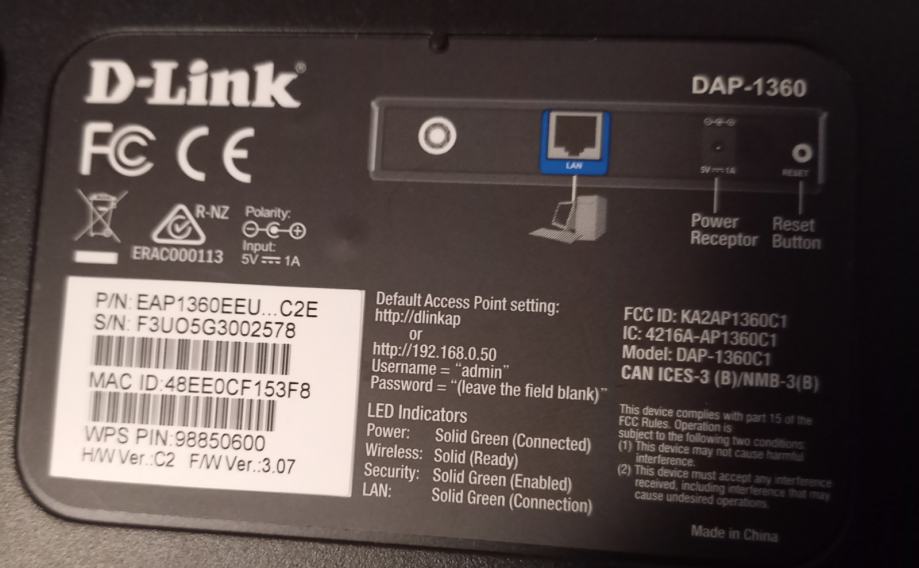 D-Link®
DAP-1360
FC CE
R-NZ
ERAC000113
Polarity:
Input:
5V⎓1A
LAN
5V⎓1A
RESET
Power
Receptor
Reset
Button
P/N: EAP1360EEU...C2E
S/N: F3UO5G3002578
MAC ID:48EE0CF153F8
WPS PIN:98850600
H/W Ver.:C2 F/W Ver.:3.07
Default Access Point setting:
http://dlinkap
or
http://192.168.0.50
Username = “admin”
Password = “(leave the field blank)”
LED Indicators
Power: Solid Green (Connected)
Wireless: Solid (Ready)
Security: Solid Green (Enabled)
LAN: Solid Green (Connection)
FCC ID: KA2AP1360C1
IC: 4216A-AP1360C1
Model: DAP-1360C1
CAN ICES-3 (B)/NMB-3(B)
This device complies with part 15 of the
FCC Rules. Operation is
subject to the following two conditions:
(1) This device may not cause harmful
interference.
(2) This device must accept any interference
received, including interference that may
cause undesired operations.
Made in China